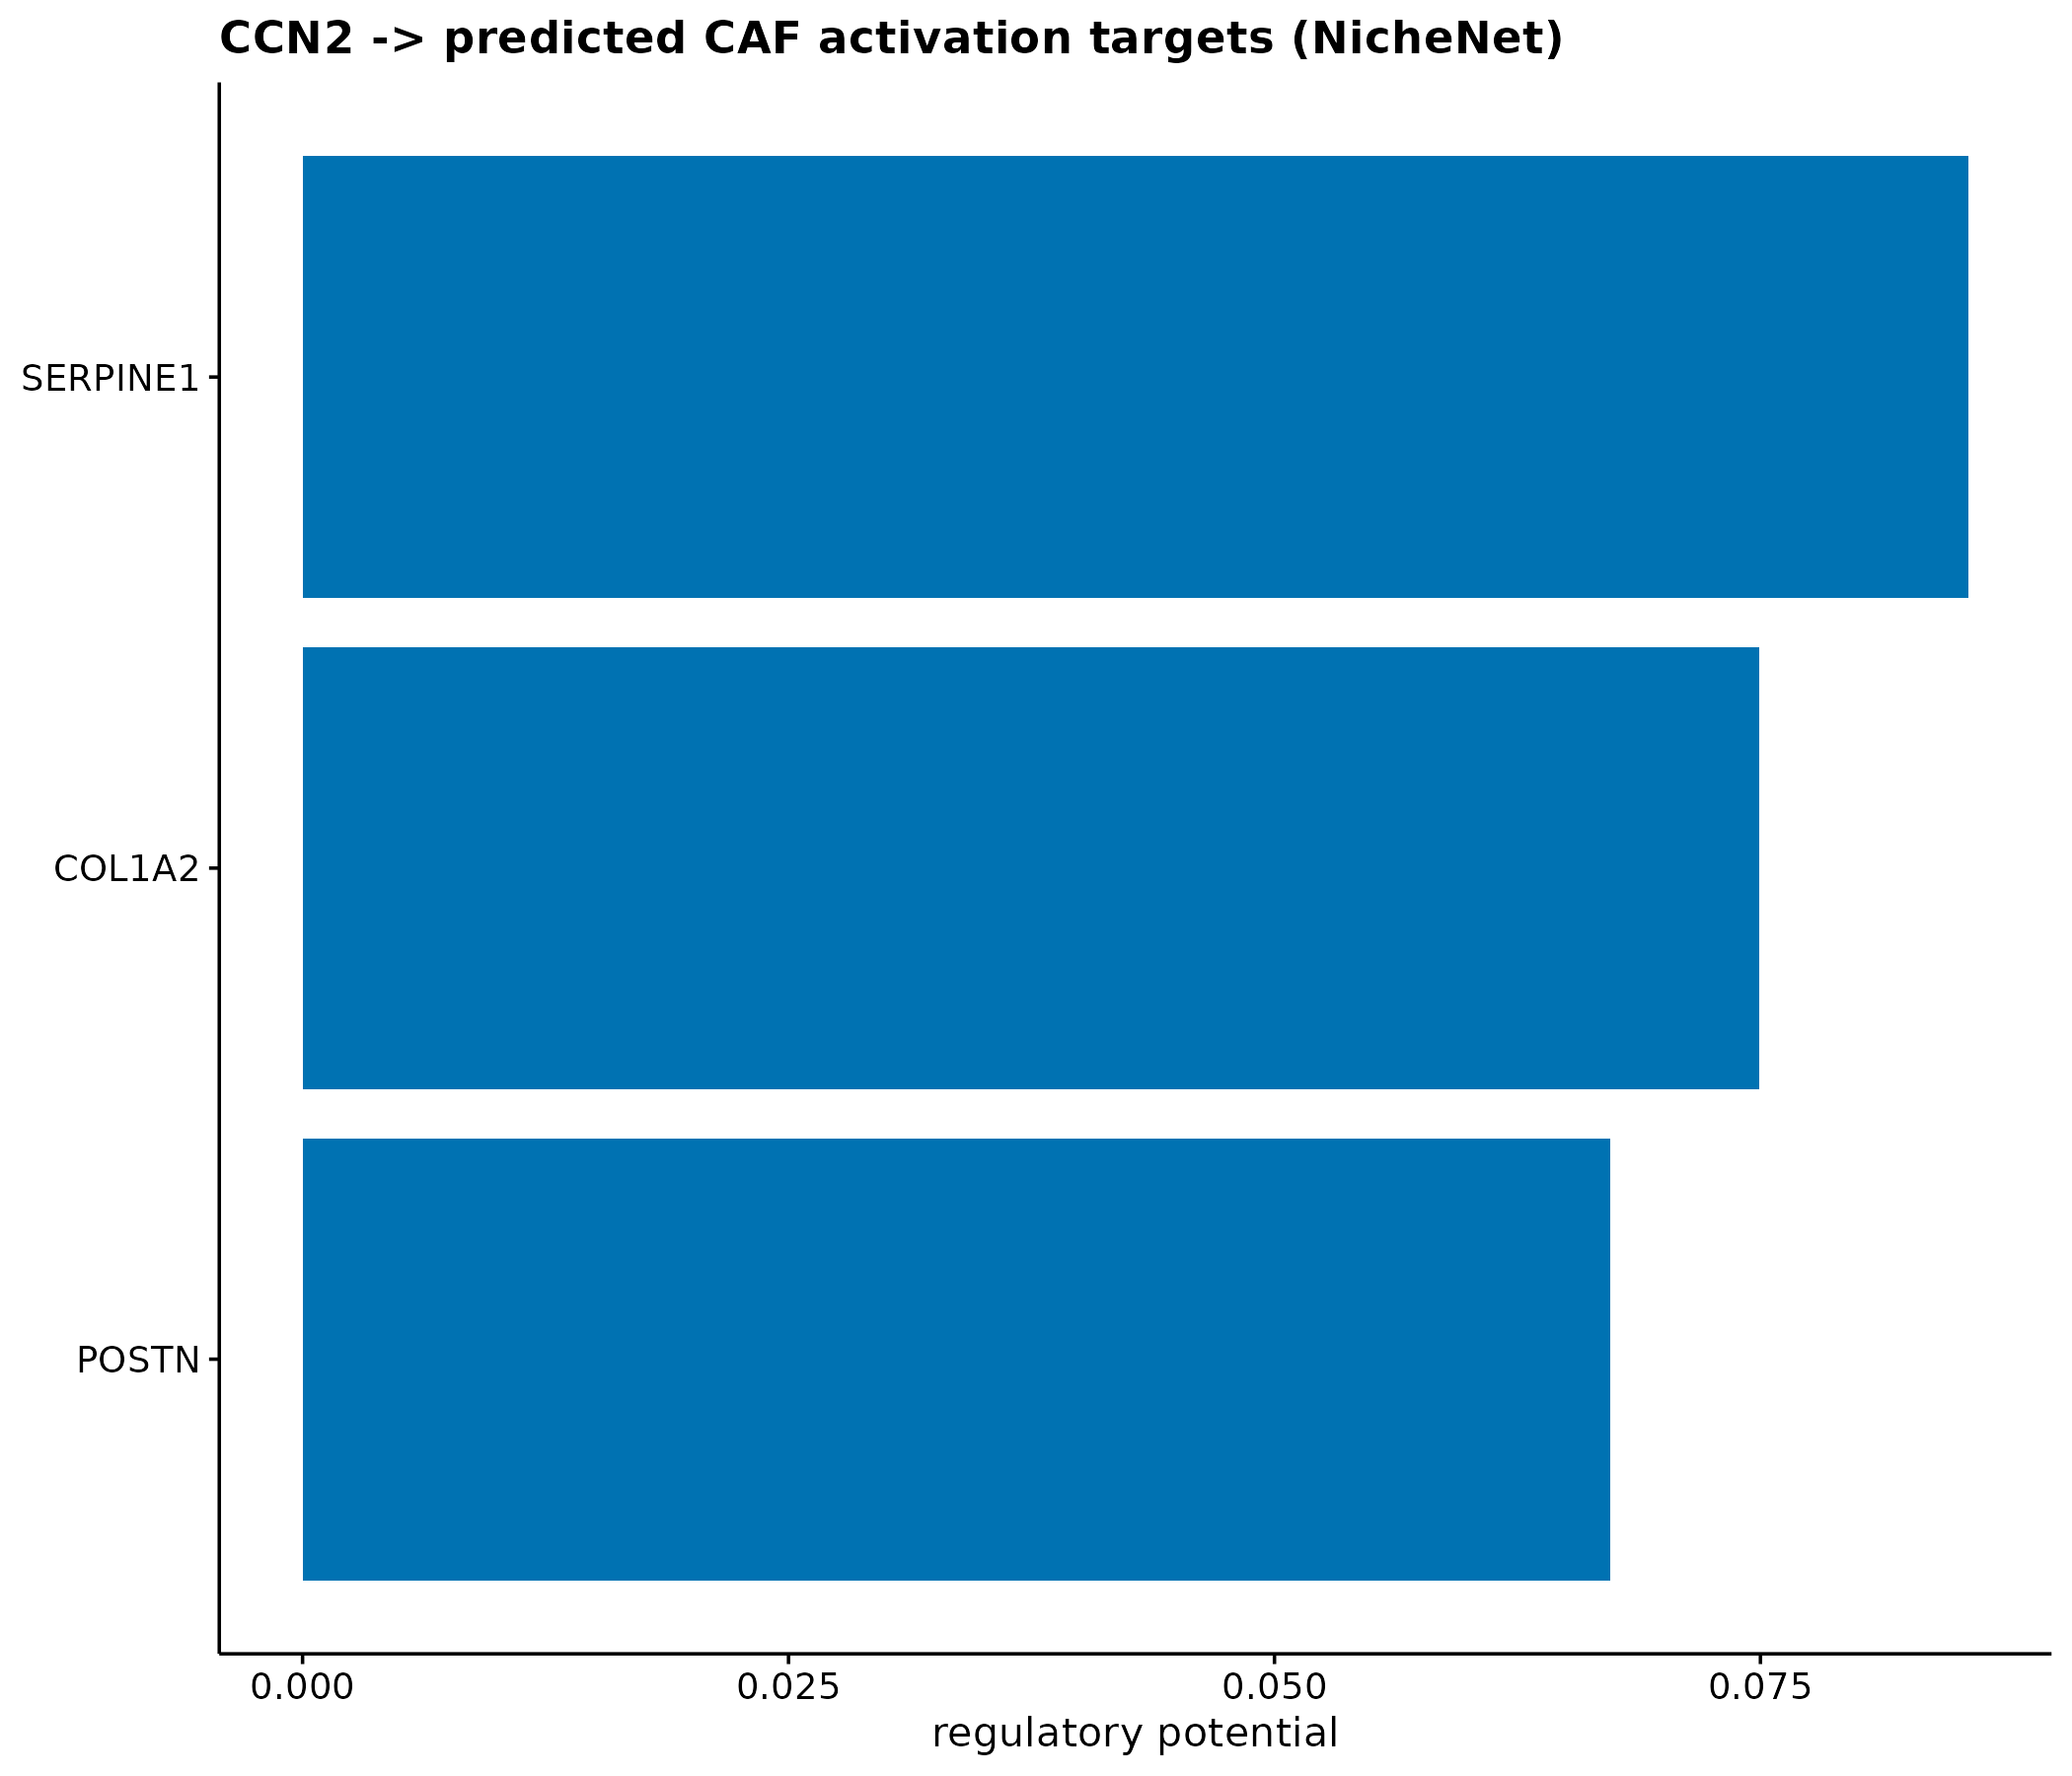 CCN2 -> predicted CAF activation targets (NicheNet)
SERPINE1
COL1A2
POSTN
0.000 0.025 0.050 0.075
regulatory potential